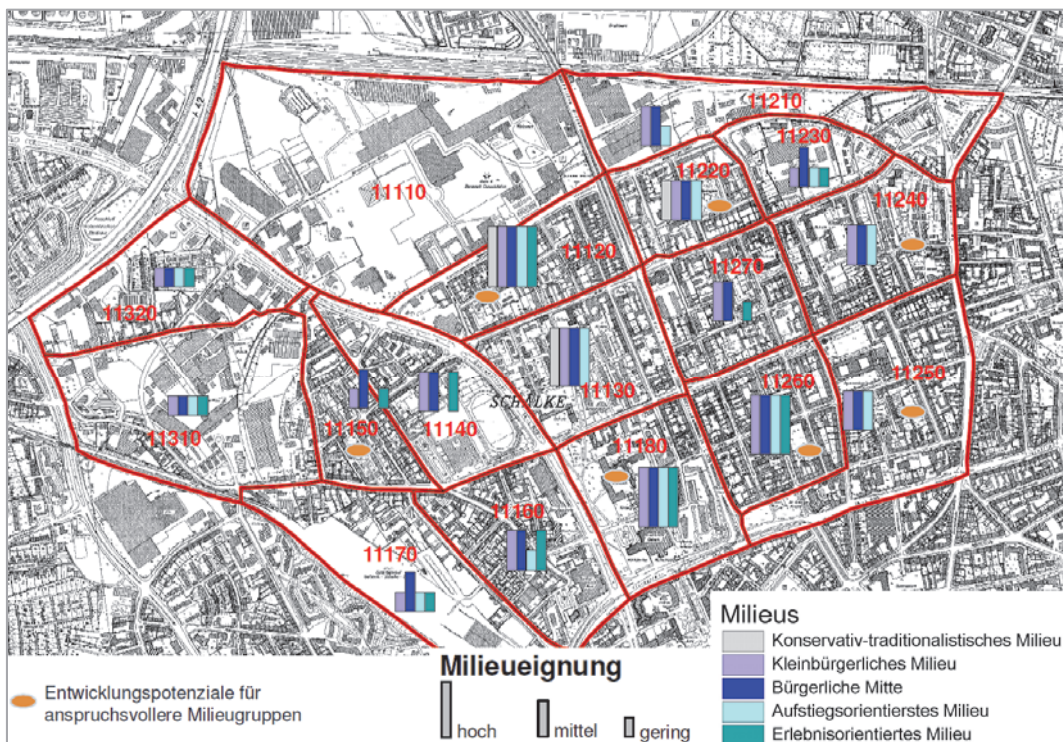 11210
11230
11110
11220
11240
11120
11270
11320
11130
SCHALKE
11260
11250
11310
11150
11140
11180
11160
11170
Milieus
Konservativ-traditionalistisches Milieu
Kleinbürgerliches Milieu
Bürgerliche Mitte
Aufstiegsorientierstes Milieu
Erlebnisorientiertes Milieu
Milieueignung
hoch
mittel
gering
Entwicklungspotenziale für
anspruchsvollere Milieugruppen